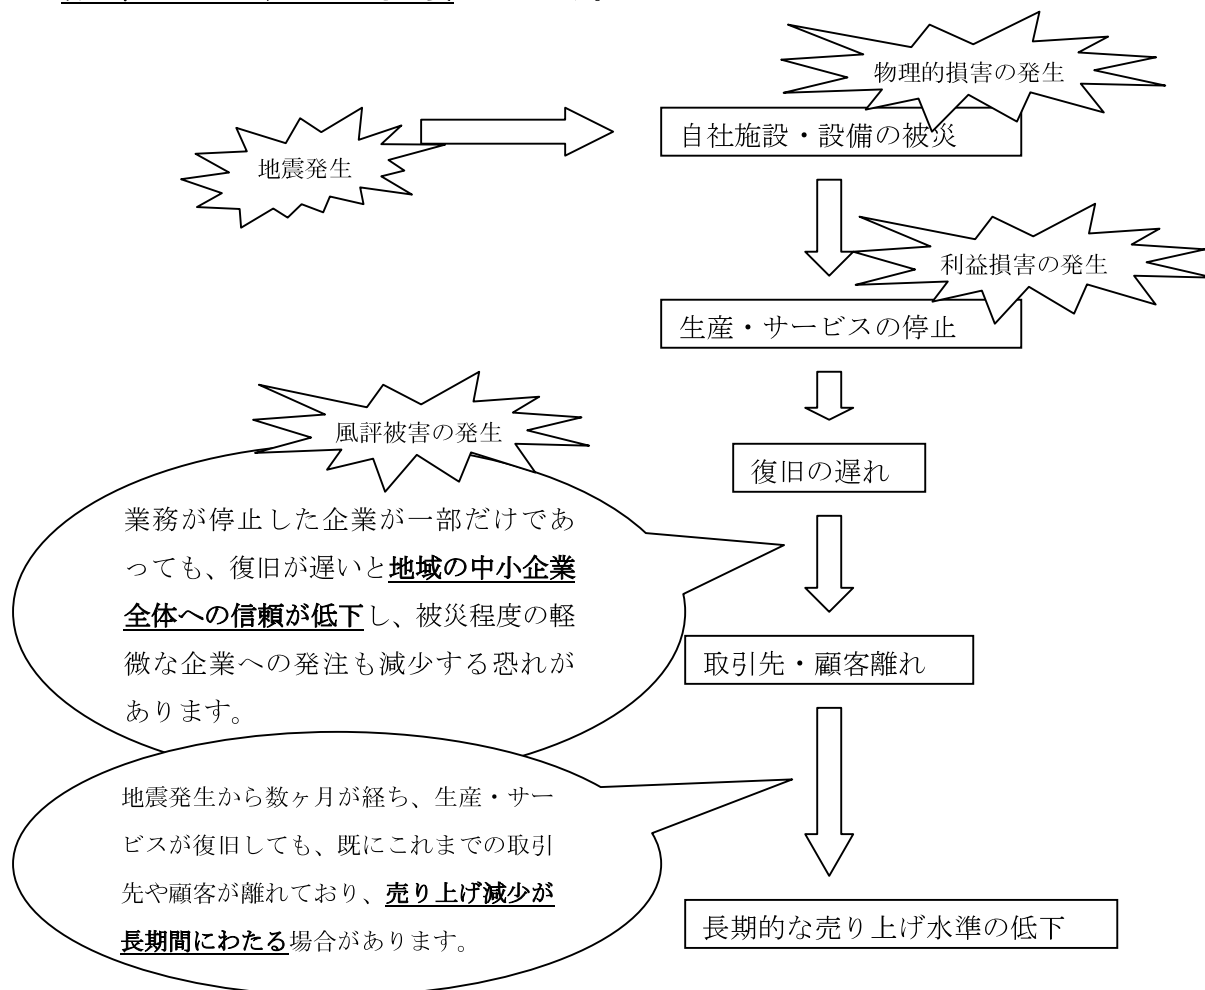 物理的損害の発生
自社施設・設備の被災
地震発生
利益損害の発生
生産・サービスの停止
風評被害の発生
復旧の遅れ
業務が停止した企業が一部だけであ
っても、復旧が遅いと地域の中小企業
全体への信頼が低下し、被災程度の軽
微な企業への発注も減少する恐れが
あります。
取引先・顧客離れ
地震発生から数ヶ月が経ち、生産・サー
ビスが復旧しても、既にこれまでの取引
先や顧客が離れており、売り上げ減少が
長期間にわたる場合があります。
長期的な売り上げ水準の低下